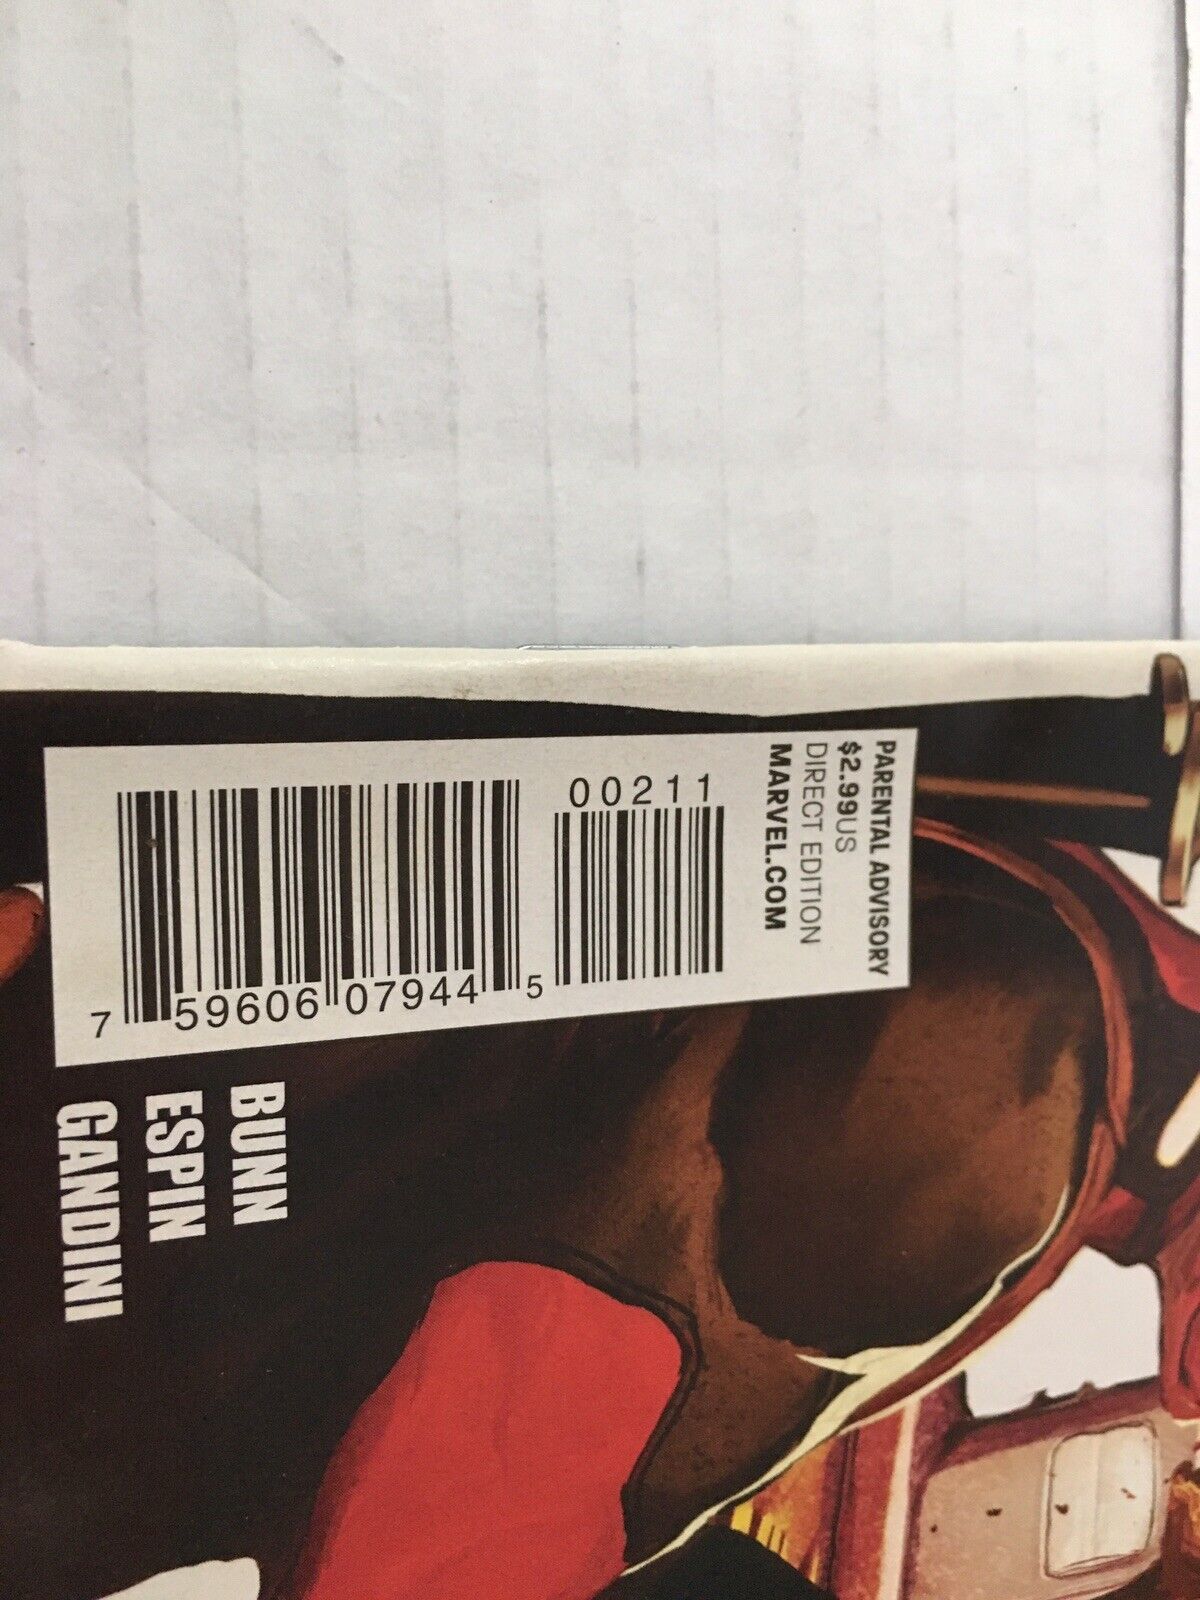 PARENTAL ADVISORY
$2.99US
DIRECT EDITION
MARVEL.COM
00211
7 59606 07944 5
BUNN
ESPIN
GANDINI